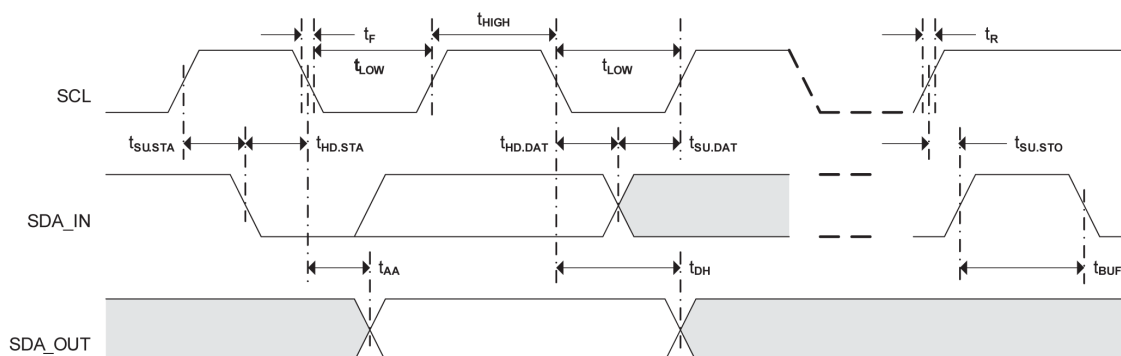 tF
tHIGH
tR
tLOW
tLOW
SCL
tSU.STA
tHD.STA
tHD.DAT
tSU.DAT
tSU.STO
SDA_IN
tAA
tDH
tBUF
SDA_OUT